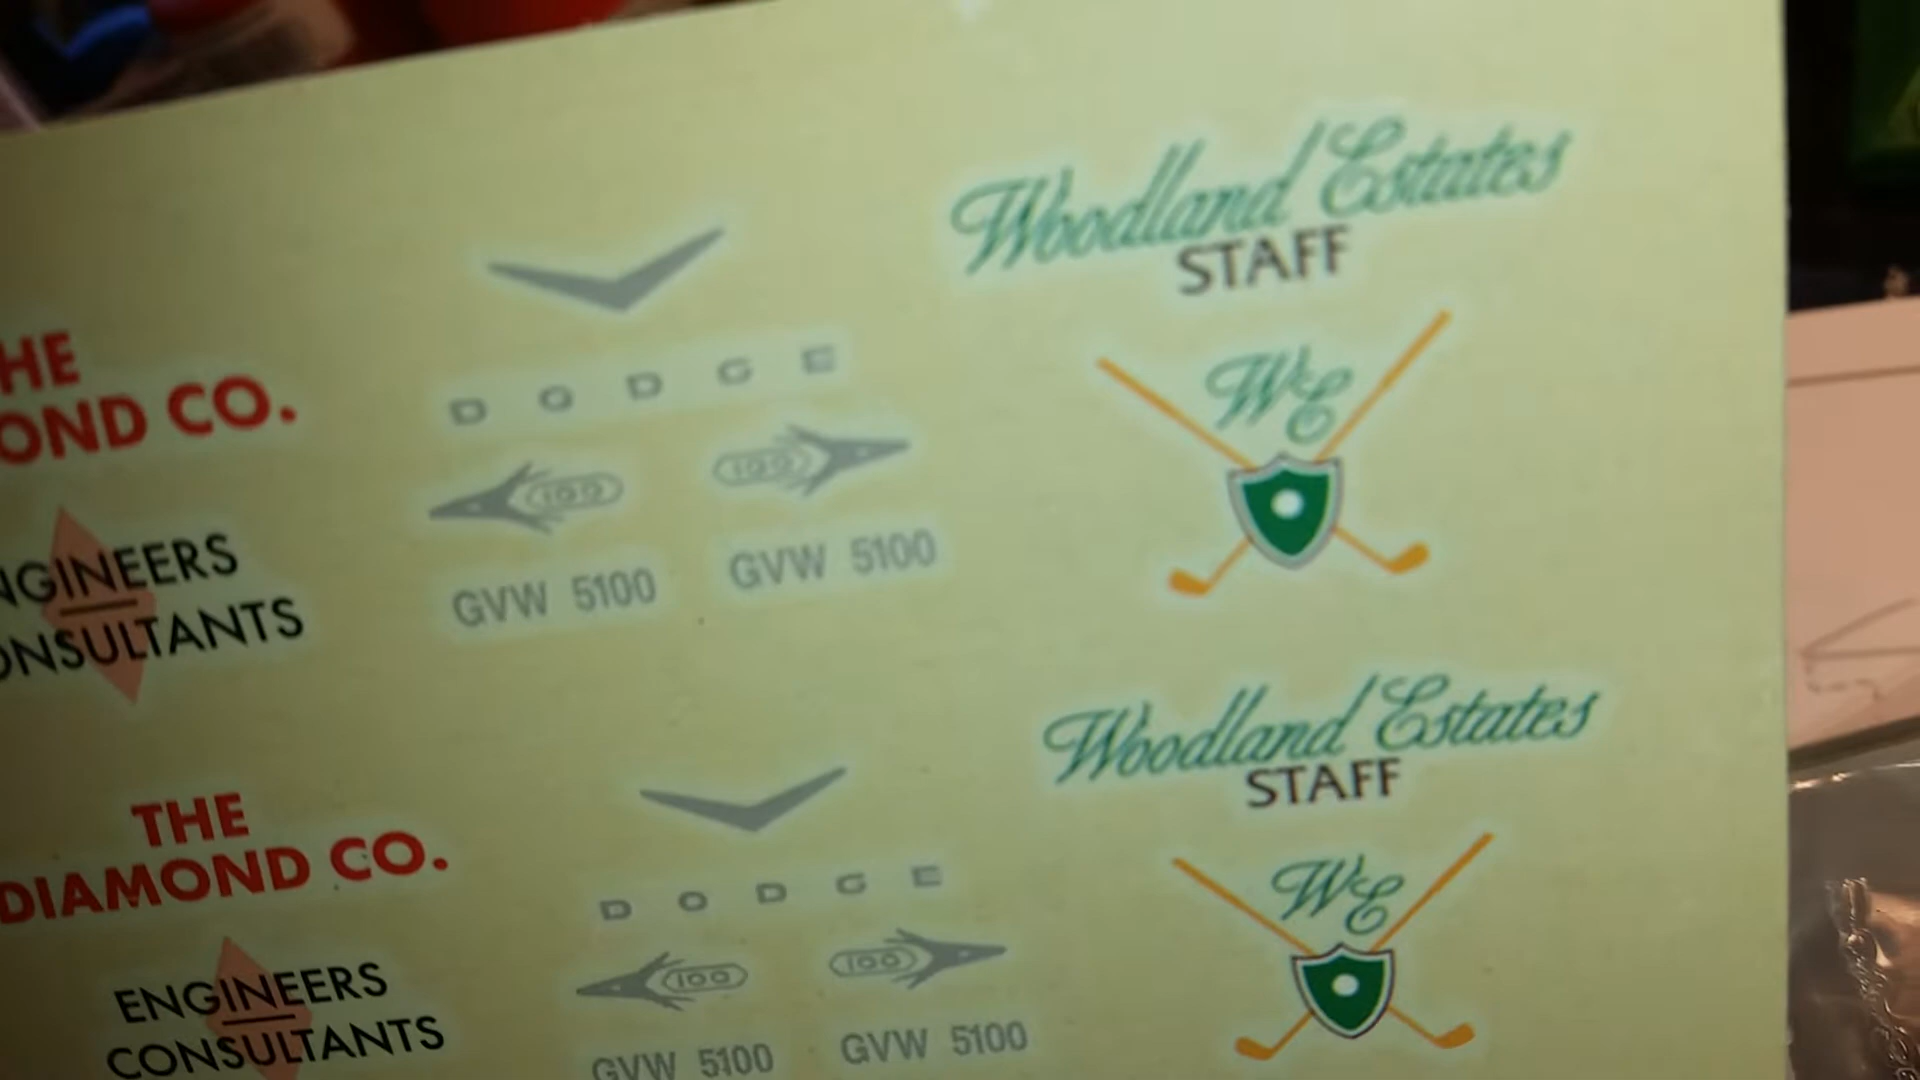 Woodland Estates
STAFF
WE
HE
OND CO.
NGINEERS
ONSULTANTS
DODGE
100 100
GVW 5100 GVW 5100
Woodland Estates
STAFF
WE
THE
DIAMOND CO.
ENGINEERS
CONSULTANTS
DODGE
100 100
GVW 5100 GVW 5100